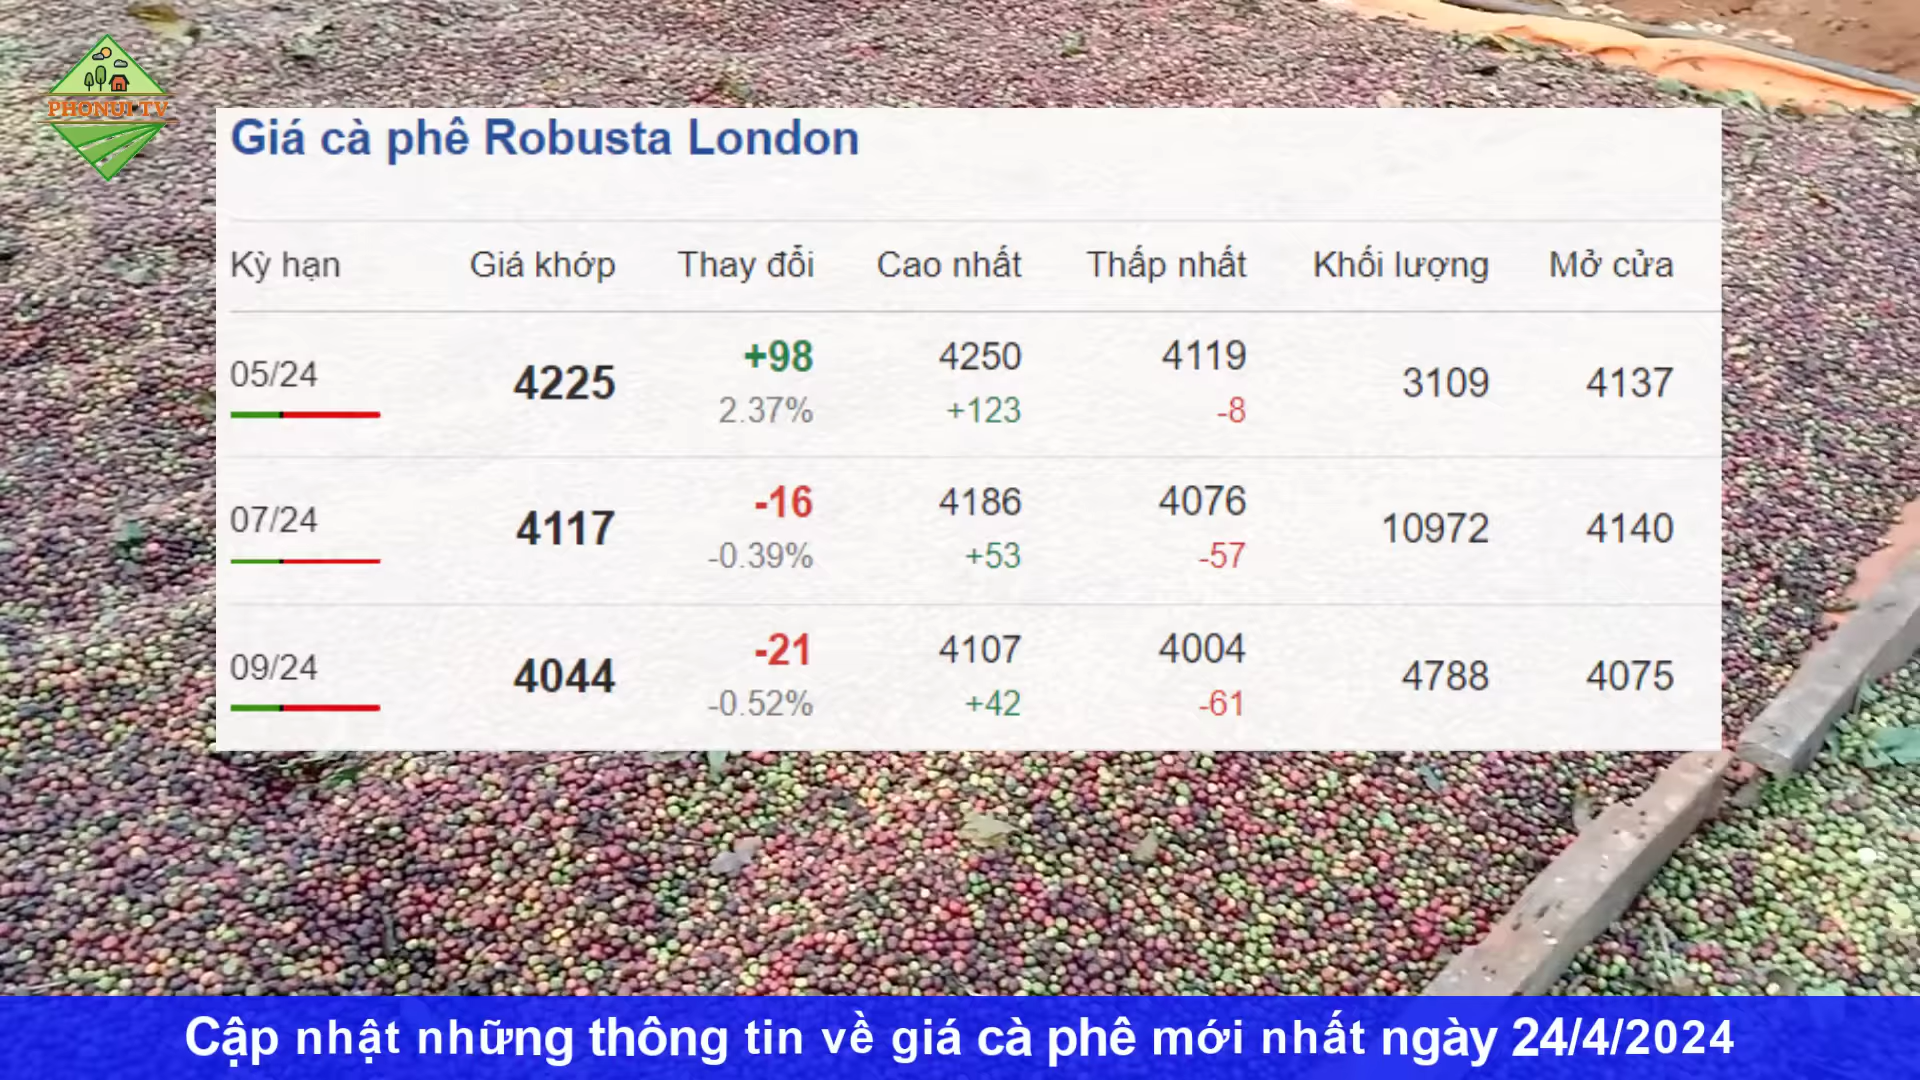 PHONUI TV
Giá cà phê Robusta London
Kỳ hạn Giá khớp Thay đổi Cao nhất Thấp nhất Khối lượng Mở cửa
05/24 4225 +98 4250 4119 3109 4137
2.37% +123 -8
07/24 4117 -16 4186 4076 10972 4140
-0.39% +53 -57
09/24 4044 -21 4107 4004 4788 4075
-0.52% +42 -61
Cập nhật những thông tin về giá cà phê mới nhất ngày 24/4/2024